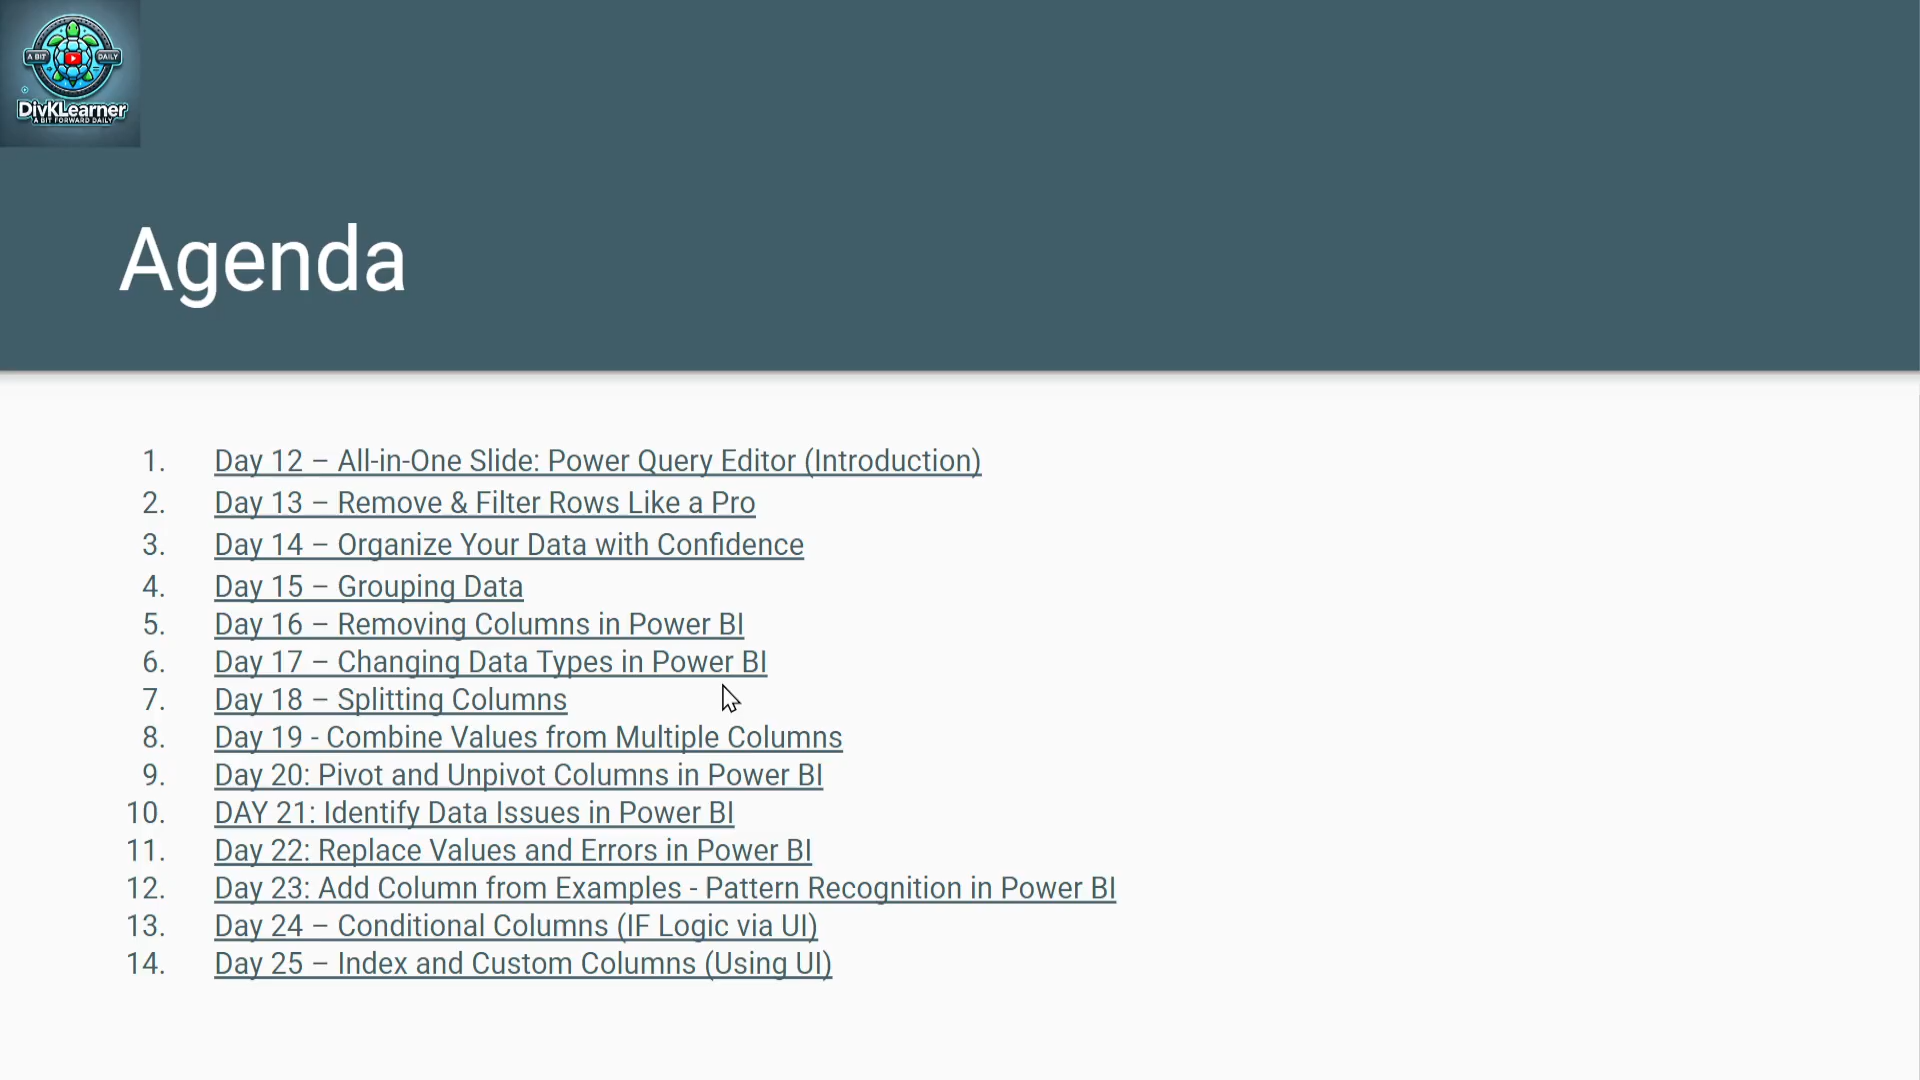 A BIT DAILY
DivKLearner
A BIT FORWARD DAILY
Agenda
1. Day 12 – All-in-One Slide: Power Query Editor (Introduction)
2. Day 13 – Remove & Filter Rows Like a Pro
3. Day 14 – Organize Your Data with Confidence
4. Day 15 – Grouping Data
5. Day 16 – Removing Columns in Power BI
6. Day 17 – Changing Data Types in Power BI
7. Day 18 – Splitting Columns
8. Day 19 - Combine Values from Multiple Columns
9. Day 20: Pivot and Unpivot Columns in Power BI
10. DAY 21: Identify Data Issues in Power BI
11. Day 22: Replace Values and Errors in Power BI
12. Day 23: Add Column from Examples - Pattern Recognition in Power BI
13. Day 24 – Conditional Columns (IF Logic via UI)
14. Day 25 – Index and Custom Columns (Using UI)